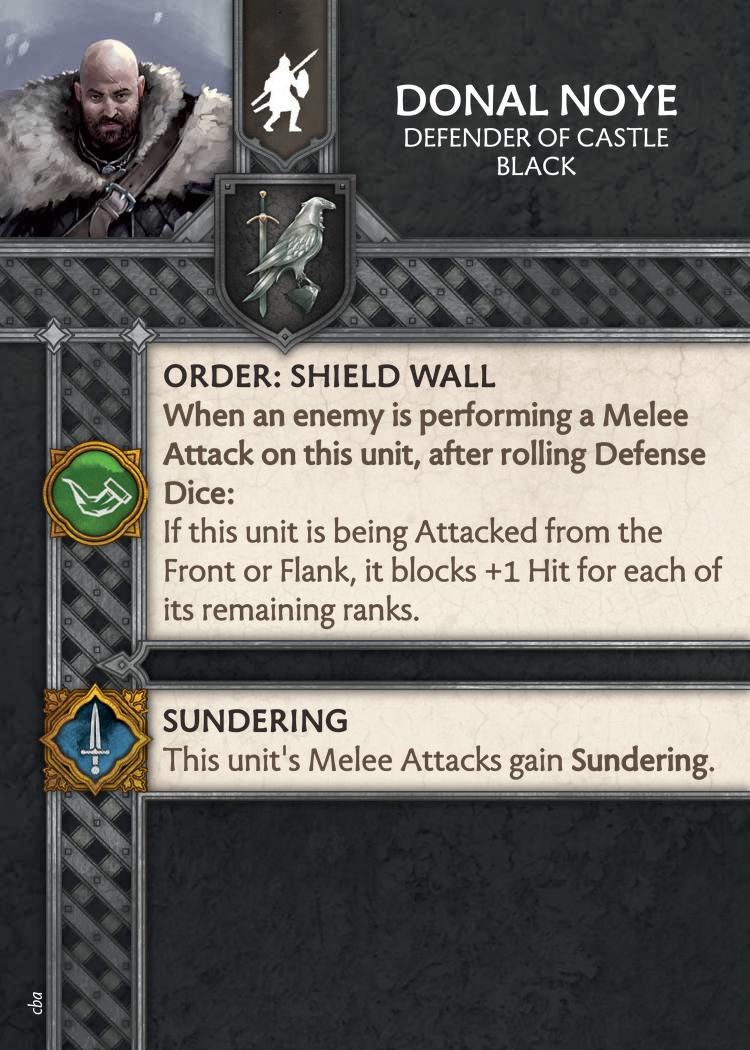 DONAL NOYE
DEFENDER OF CASTLE
BLACK
ORDER: SHIELD WALL
When an enemy is performing a Melee
Attack on this unit, after rolling Defense
Dice:
If this unit is being Attacked from the
Front or Flank, it blocks +1 Hit for each of
its remaining ranks.
SUNDERING
This unit's Melee Attacks gain Sundering.
cba